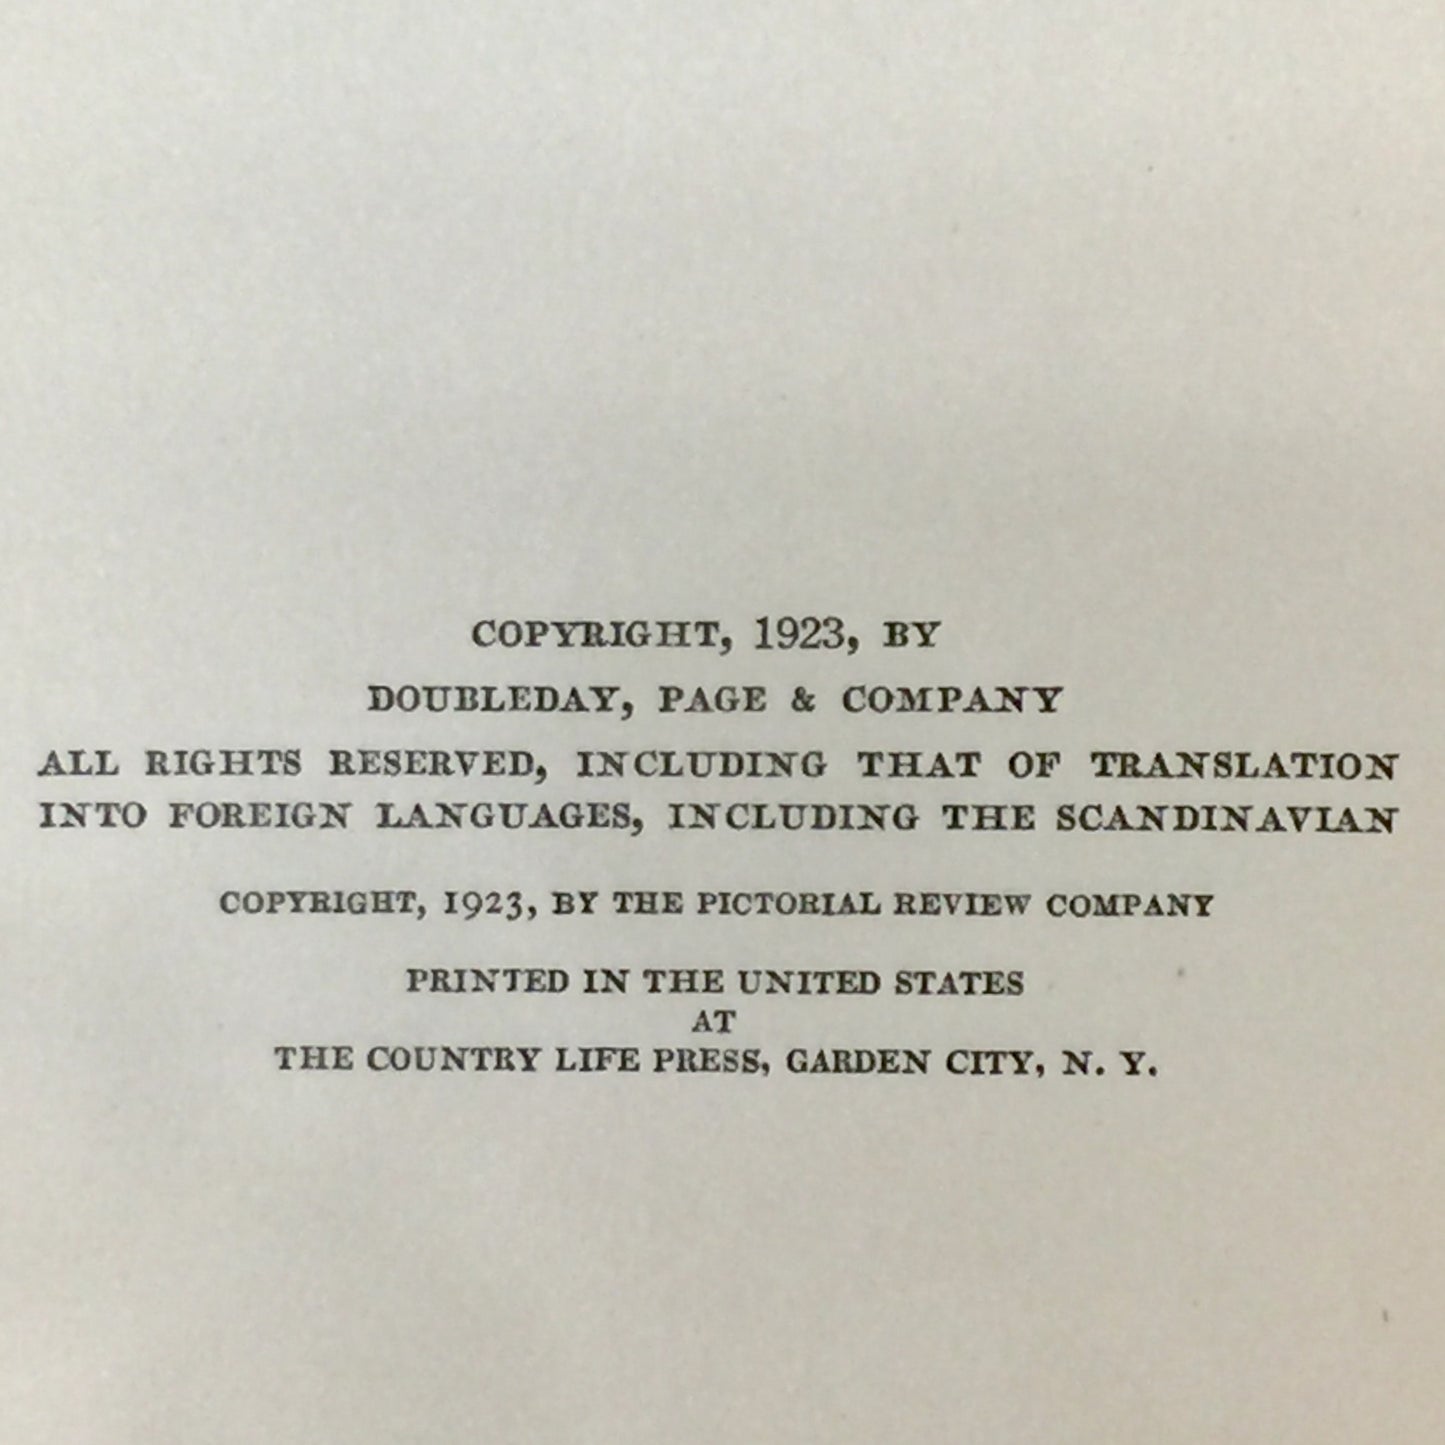 COPYRIGHT, 1923, BY
DOUBLEDAY, PAGE & COMPANY
ALL RIGHTS RESERVED, INCLUDING THAT OF TRANSLATION
INTO FOREIGN LANGUAGES, INCLUDING THE SCANDINAVIAN
COPYRIGHT, 1923, BY THE PICTORIAL REVIEW COMPANY
PRINTED IN THE UNITED STATES
AT
THE COUNTRY LIFE PRESS, GARDEN CITY, N. Y.